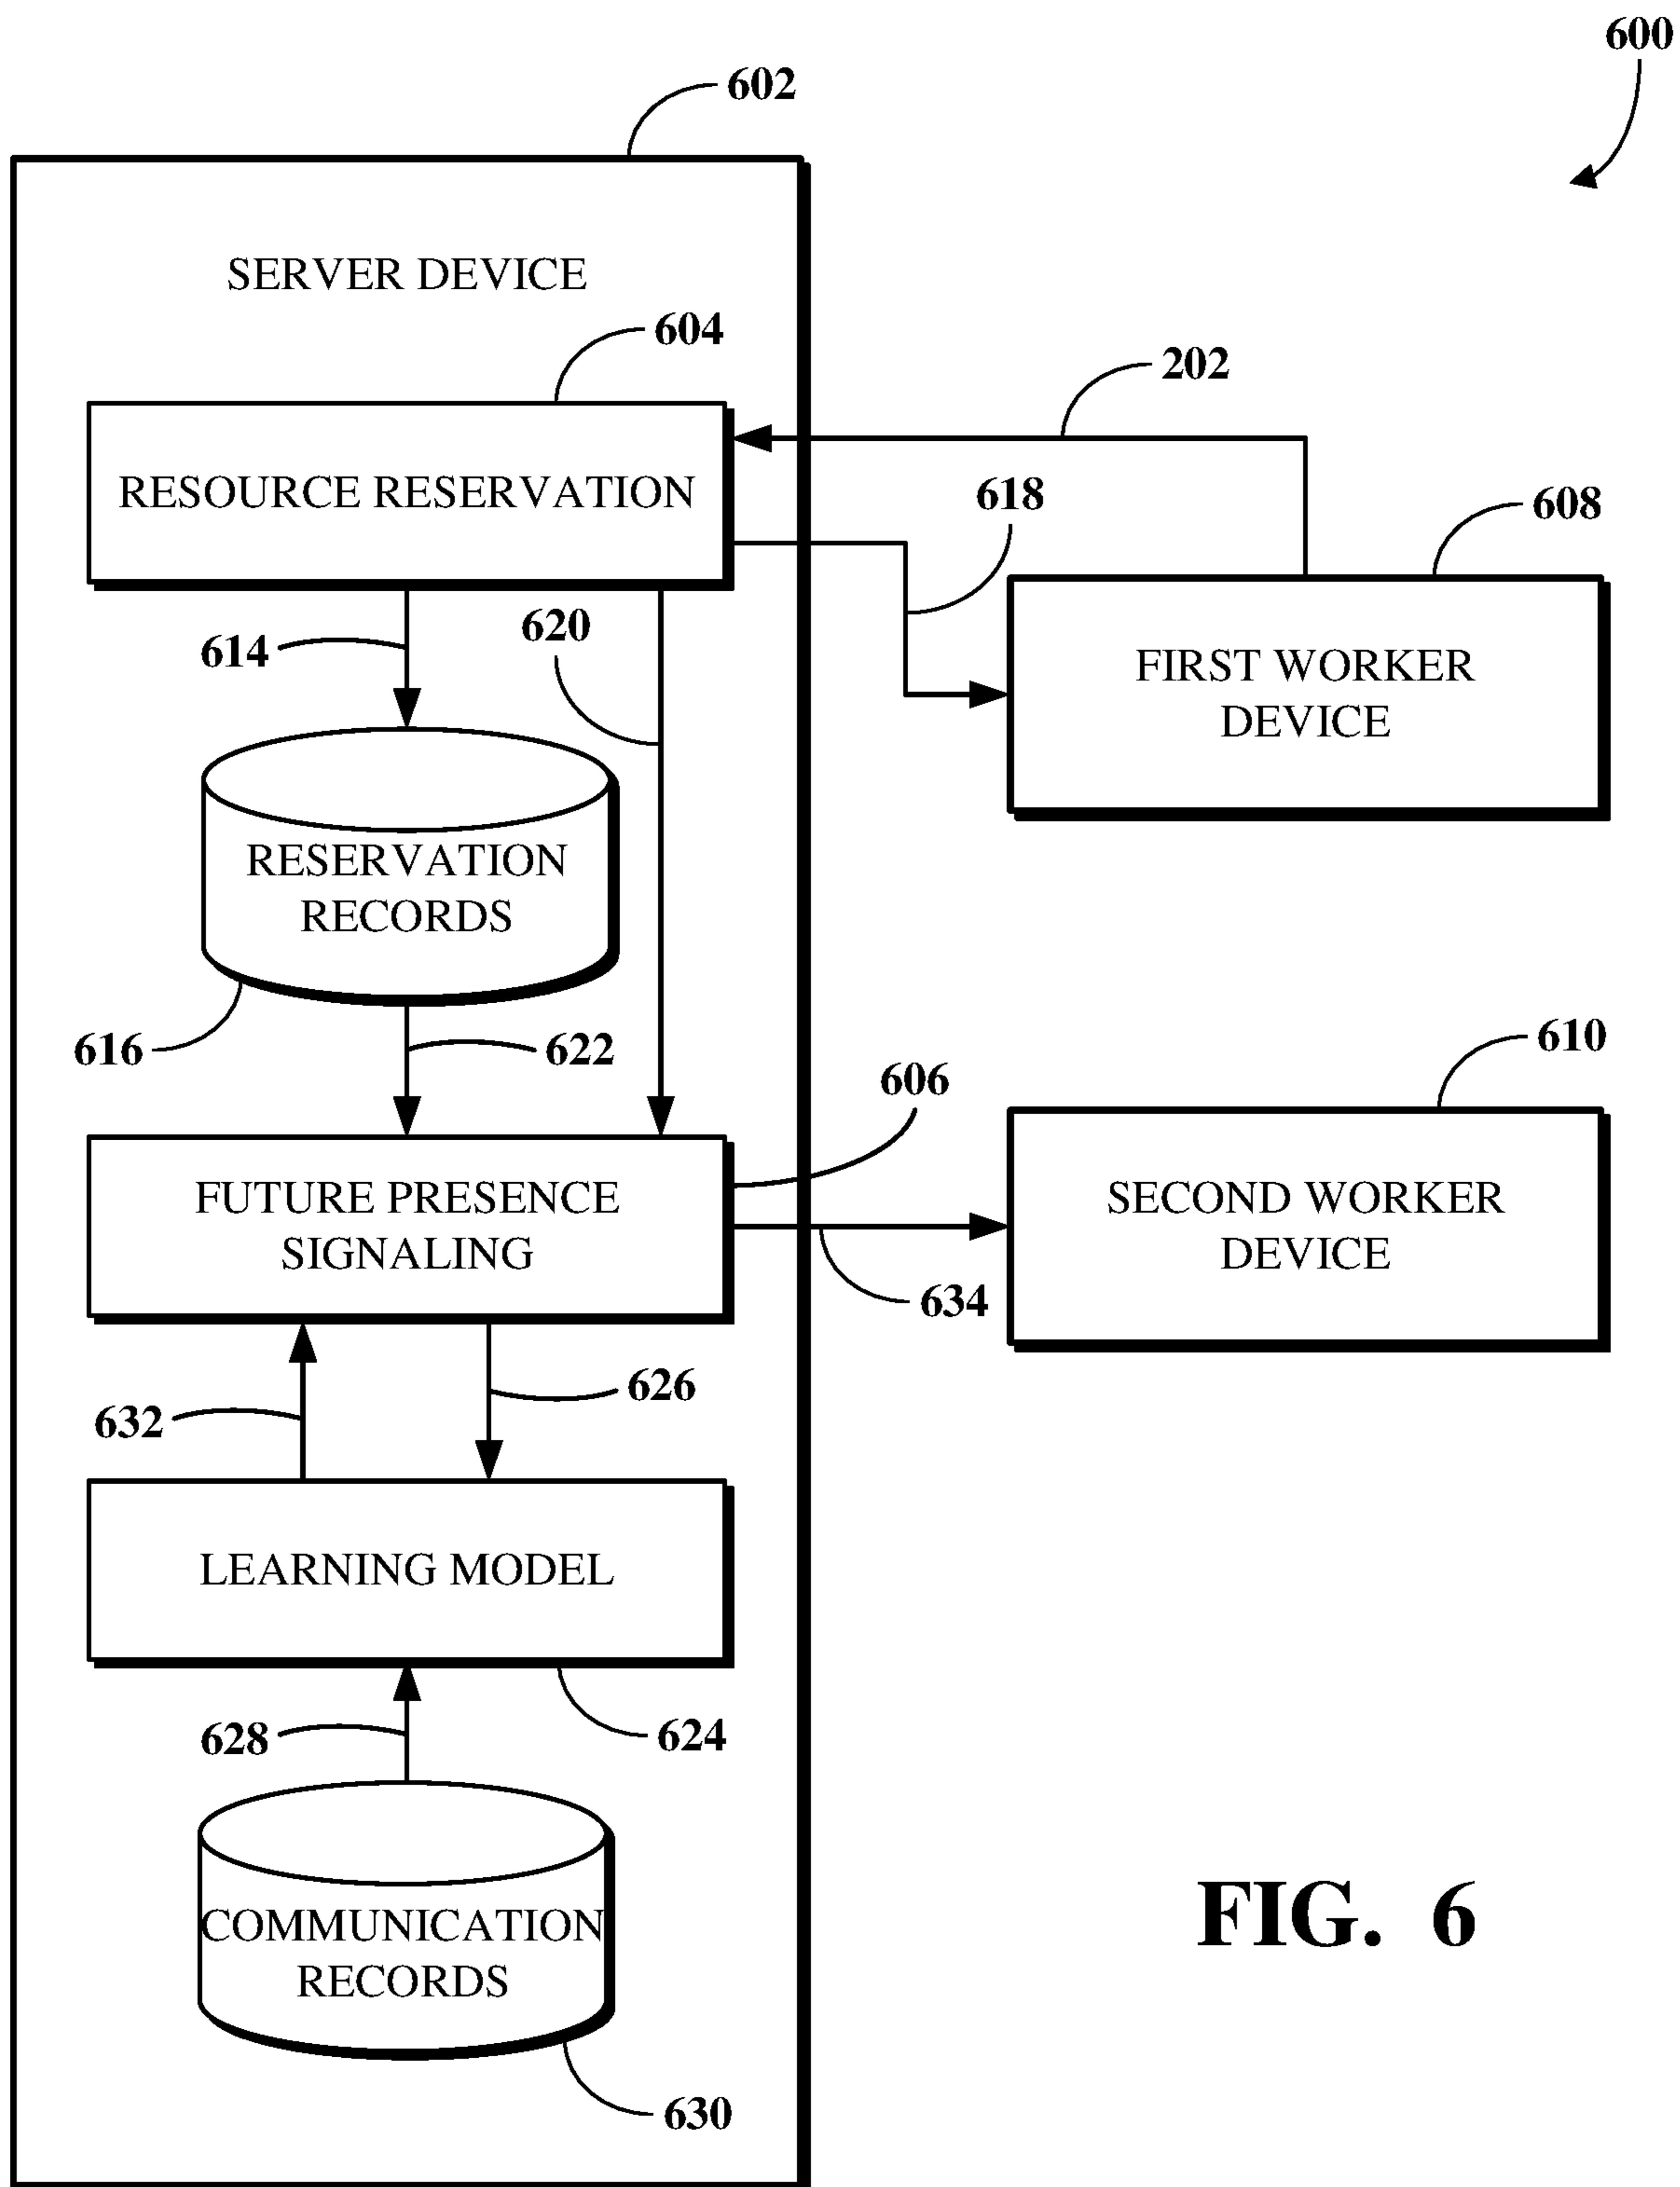 600
602
SERVER DEVICE
604
202
RESOURCE RESERVATION
618
608
620
614
FIRST WORKER
DEVICE
RESERVATION
RECORDS
616
622
610
606
FUTURE PRESENCE
SIGNALING
SECOND WORKER
DEVICE
634
626
632
LEARNING MODEL
628
624
COMMUNICATION
RECORDS
FIG. 6
630